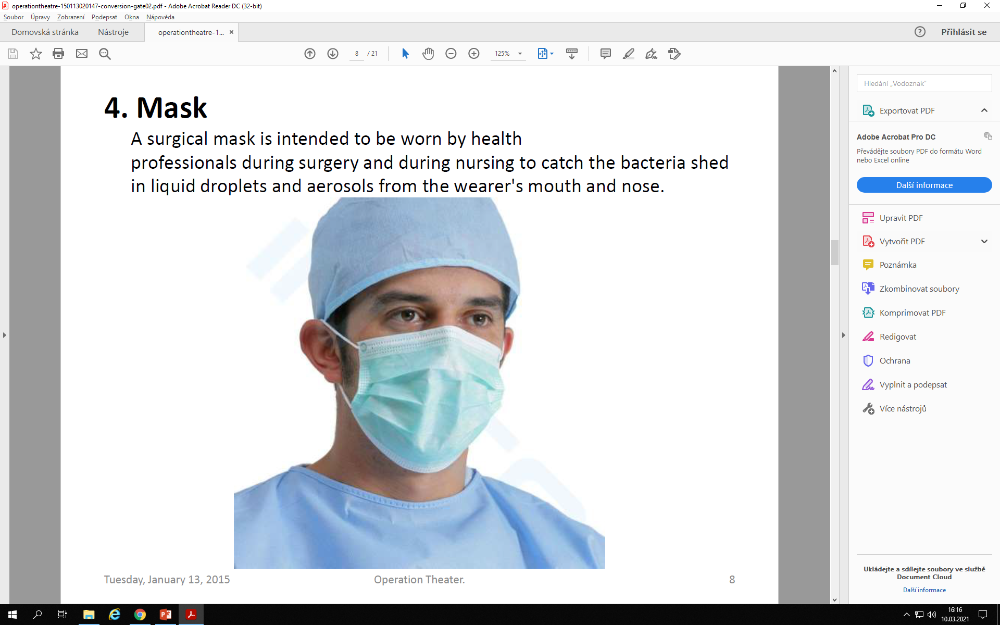 operationtheatre-150113020147-conversion-gate02.pdf - Adobe Acrobat Reader DC (32-bit)
Soubor Úpravy Zobrazení Podepsat Okna Nápověda
Domovská stránka Nástroje operationtheatre-1... × Přihlásit se
8 / 21 125%
4. Mask
A surgical mask is intended to be worn by health
professionals during surgery and during nursing to catch the bacteria shed
in liquid droplets and aerosols from the wearer's mouth and nose.
Tuesday, January 13, 2015 Operation Theater. 8
Hledání „Vodoznak“
Exportovat PDF
Adobe Acrobat Pro DC
Převádějte soubory PDF do formátu Word
nebo Excel online
Další informace
Upravit PDF
Vytvořit PDF
Poznámka
Zkombinovat soubory
Komprimovat PDF
Redigovat
Ochrana
Vyplnit a podepsat
Více nástrojů
Ukládejte a sdílejte soubory ve službě
Document Cloud
Další informace
16:16
10.03.2021